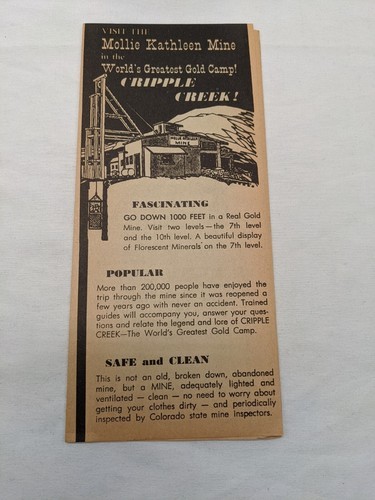 VISIT THE
Mollie Kathleen Mine
in the
World's Greatest Gold Camp!
CRIPPLE
CREEK!
MOLLIE KATHLEEN
MINE
FASCINATING
GO DOWN 1000 FEET in a Real Gold
Mine. Visit two levels—the 7th level
and the 10th level. A beautiful display
of Florescent Minerals on the 7th level.
POPULAR
More than 200,000 people have enjoyed the
trip through the mine since it was reopened a
few years ago with never an accident. Trained
guides will accompany you, answer your ques-
tions and relate the legend and lore of CRIPPLE
CREEK—The World's Greatest Gold Camp.
SAFE and CLEAN
This is not an old, broken down, abandoned
mine, but a MINE, adequately lighted and
ventilated — clean — no need to worry about
getting your clothes dirty — and periodically
inspected by Colorado state mine inspectors.